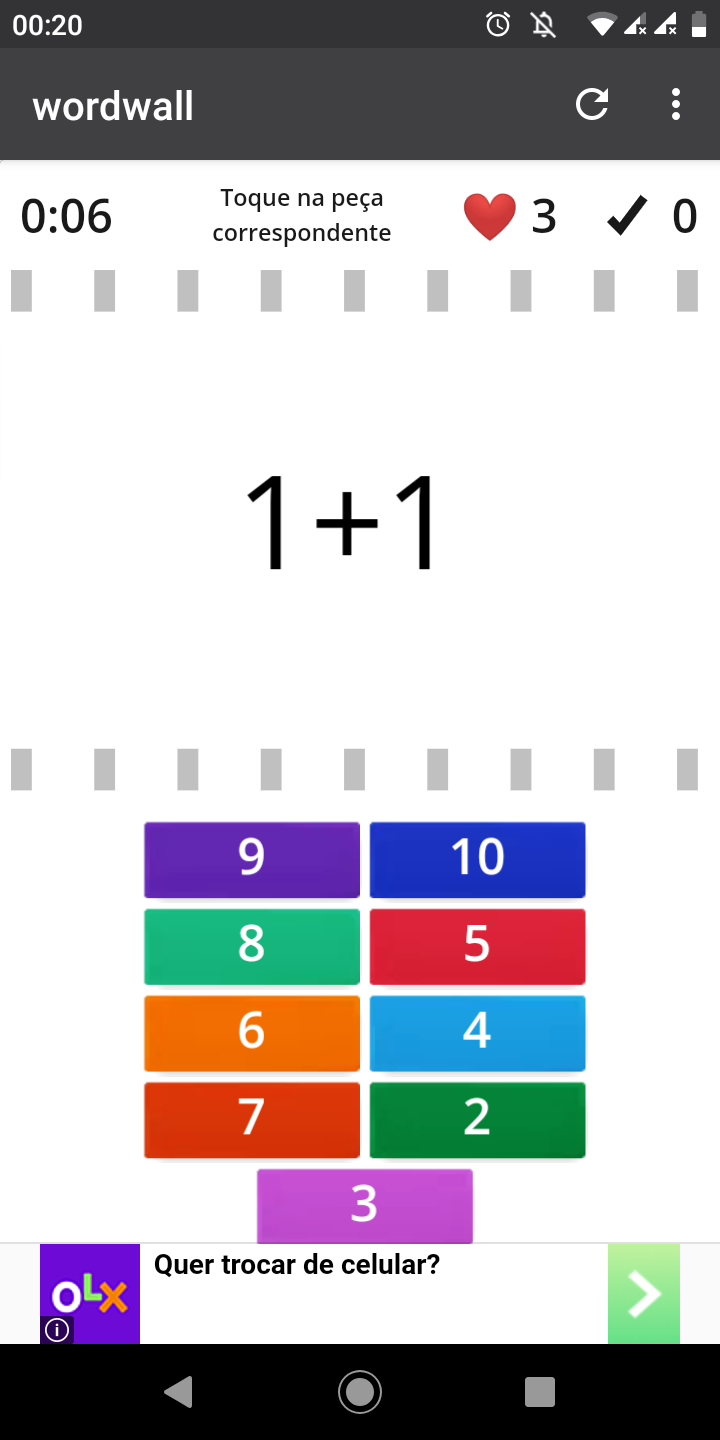 00:20
wordwall
0:06
Toque na peça
correspondente
3
0
1+1
9
10
8
5
6
4
7
2
3
OLX
Quer trocar de celular?